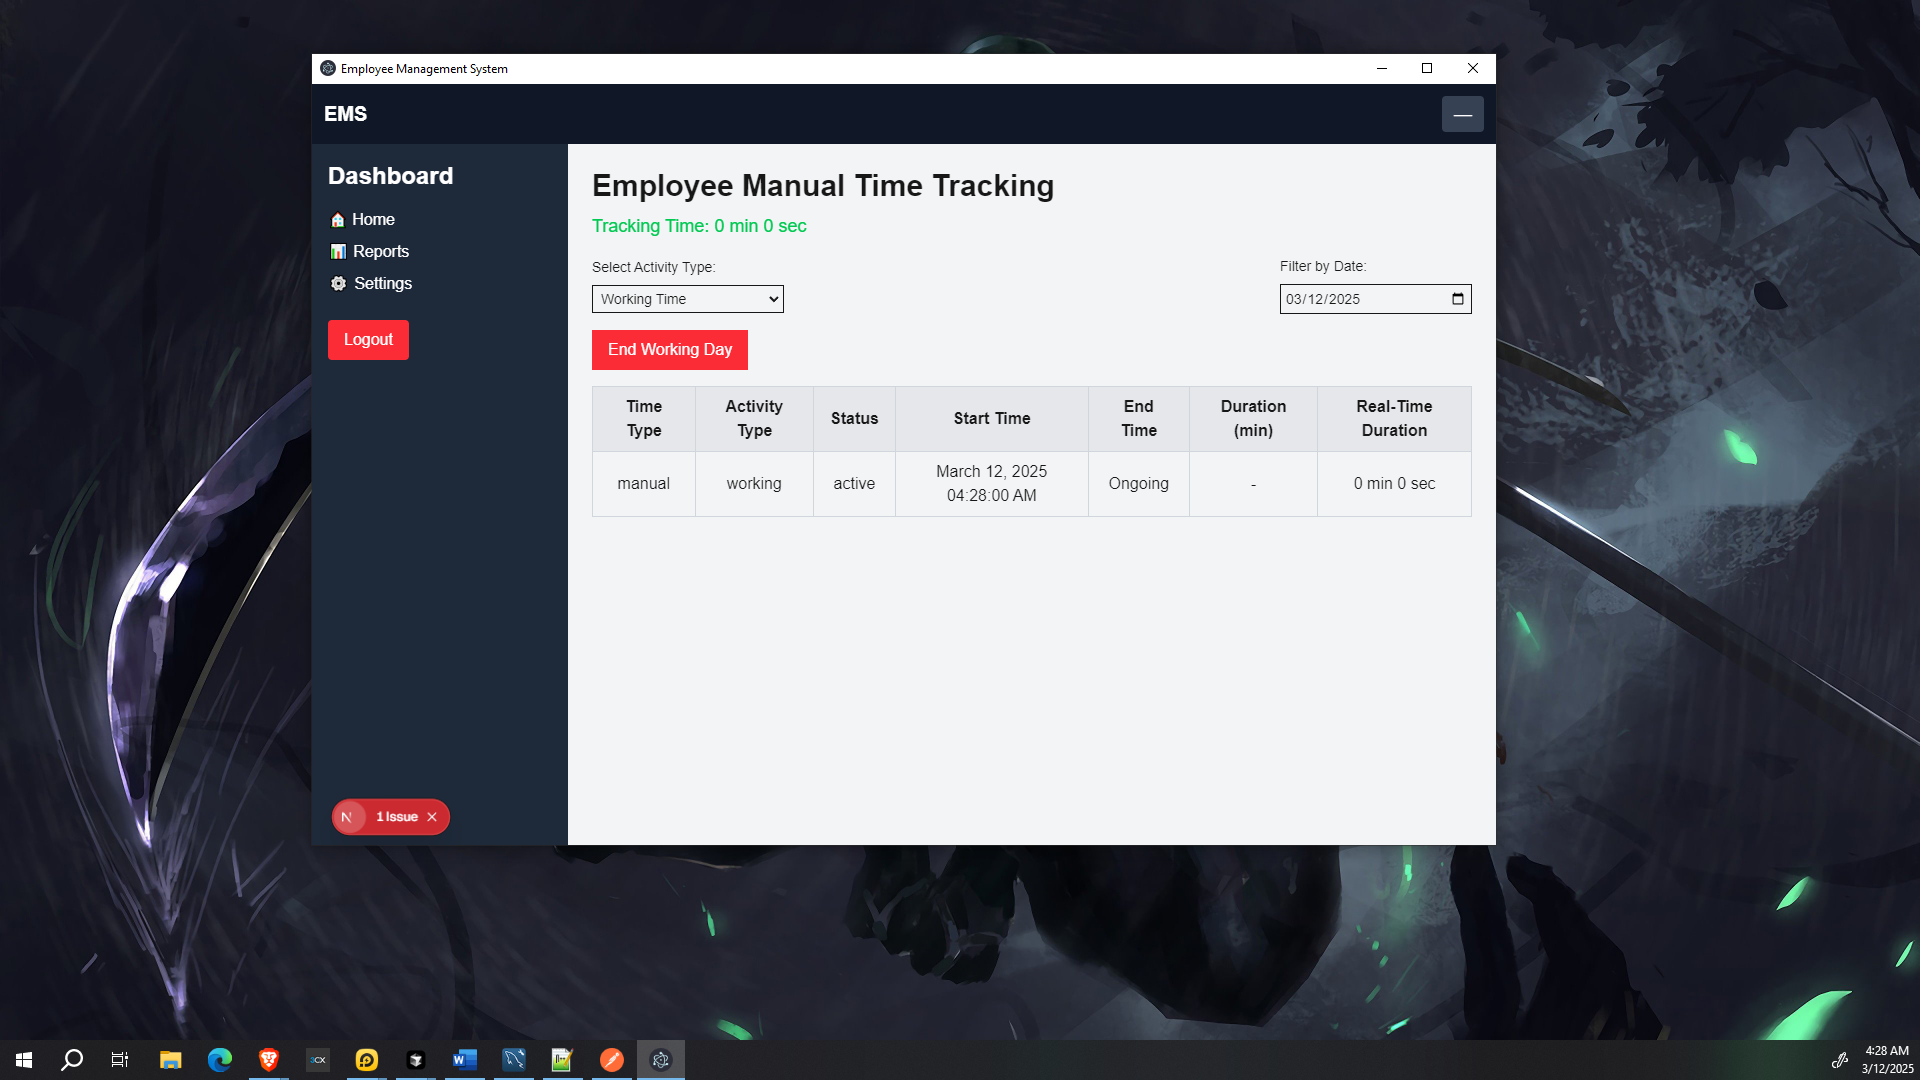 Employee Management System
EMS
—
Dashboard
Home
Reports
Settings
Logout
N 1 Issue ×
Employee Manual Time Tracking
Tracking Time: 0 min 0 sec
Select Activity Type:
Working Time
Filter by Date:
03/12/2025
End Working Day
Time Type
Activity Type
Status
Start Time
End Time
Duration (min)
Real-Time Duration
manual
working
active
March 12, 2025
04:28:00 AM
Ongoing
-
0 min 0 sec
3CX
W
4:28 AM
3/12/2025